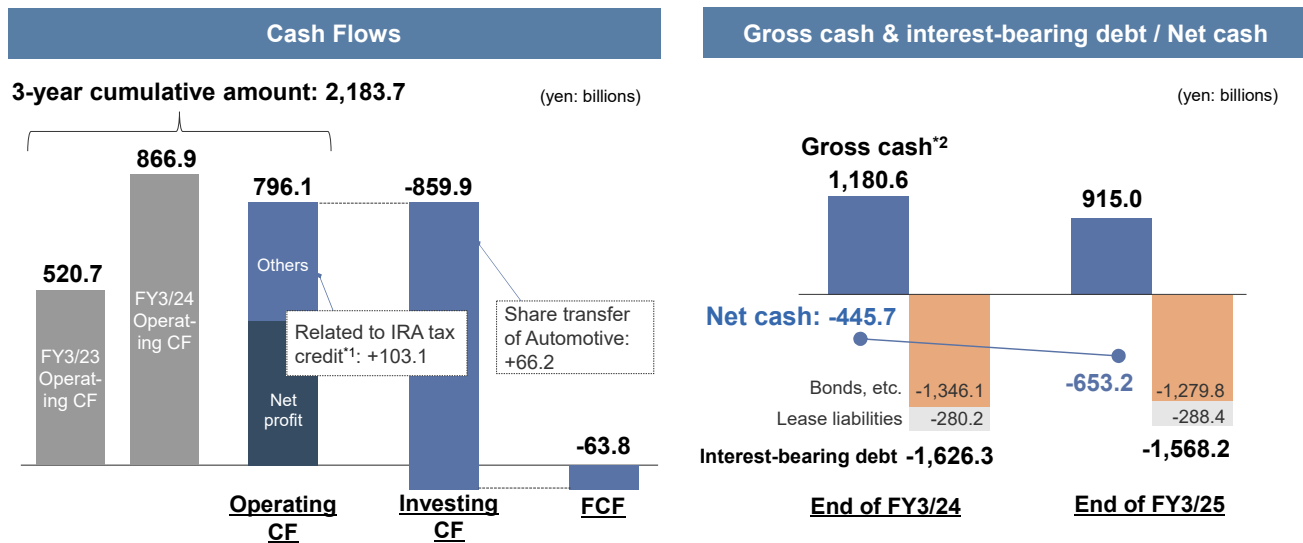 Cash Flows
3-year cumulative amount: 2,183.7
(yen: billions)
866.9
796.1
-859.9
520.7
Others
FY3/24
Operat-
ing CF
FY3/23
Operat-
ing CF
Related to IRA tax
credit*1: +103.1
Share transfer
of Automotive:
+66.2
Net
profit
-63.8
Operating
CF
Investing
CF
FCF
Gross cash & interest-bearing debt / Net cash
(yen: billions)
Gross cash*2
1,180.6
915.0
Net cash: -445.7
-653.2
Bonds, etc. -1,346.1
-1,279.8
Lease liabilities -280.2
-288.4
Interest-bearing debt -1,626.3
-1,568.2
End of FY3/24
End of FY3/25